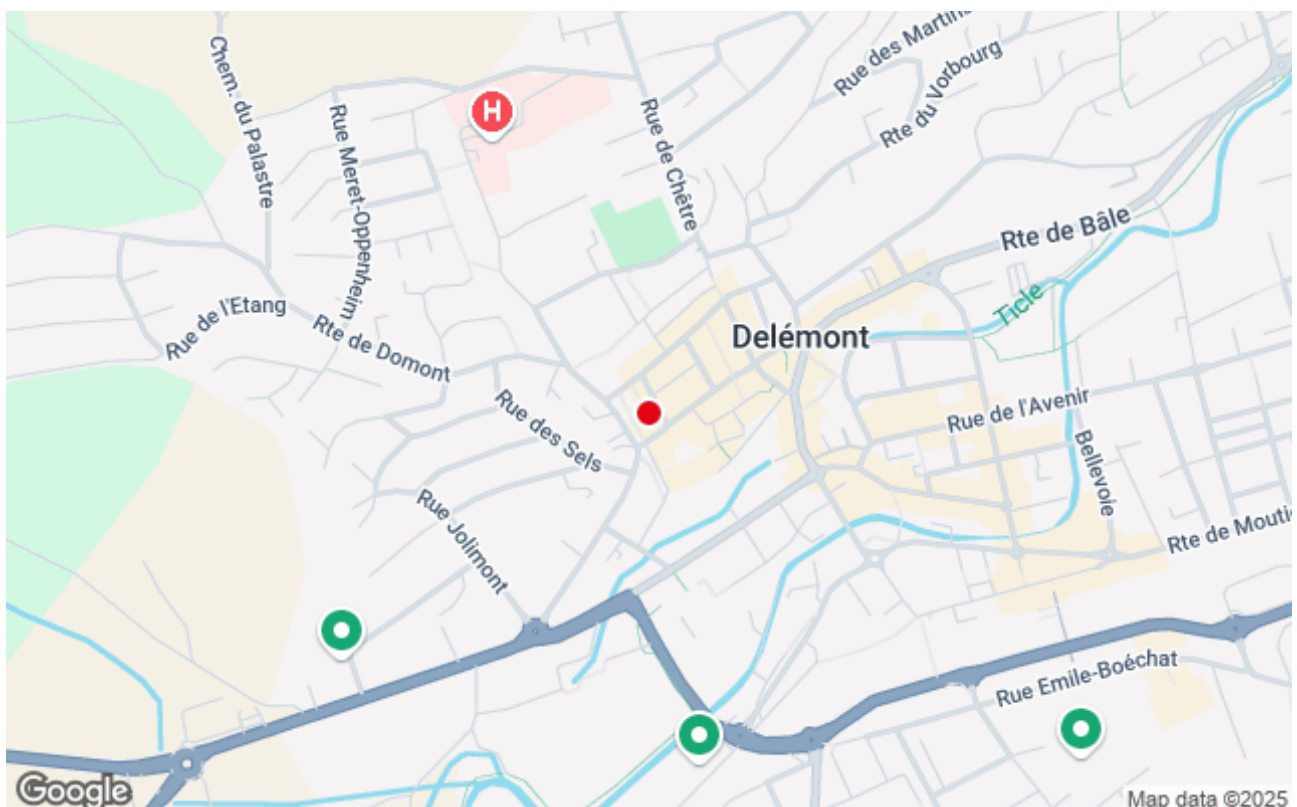 Chem. du Palastre
Rue Meret-Oppenheim
H
Rue de Chêtre
Rue des Martins
Rte du Vorbourg
Rte de Bâle
Ticle
Delémont
Rue de l'Etang
Rte de Domont
Rue des Sels
Rue Jolimont
Rue de l'Avenir
Bellevoie
Rte de Moutie
Rue Emile-Boéchat
Google
Map data ©2025